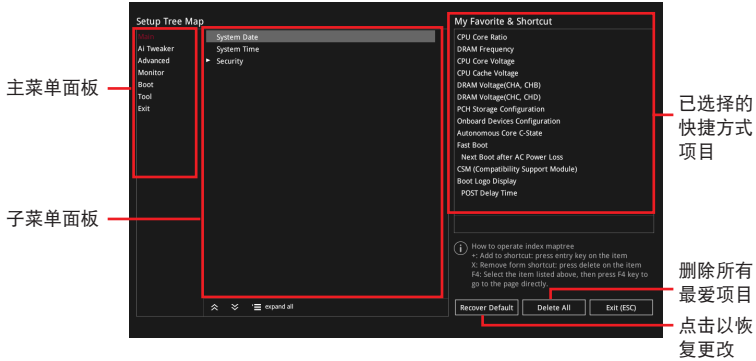 Setup Tree Map
Main
Ai Tweaker
Advanced
Monitor
Boot
Tool
Exit
System Date
System Time
Security
expand all
My Favorite & Shortcut
CPU Core Ratio
DRAM Frequency
CPU Core Voltage
CPU Cache Voltage
DRAM Voltage(CHA, CHB)
DRAM Voltage(CHC, CHD)
PCH Storage Configuration
Onboard Devices Configuration
Autonomous Core C-State
Fast Boot
Next Boot after AC Power Loss
CSM (Compatibility Support Module)
Boot Logo Display
POST Delay Time
How to operate index maptree
+: Add to shortcut: press entry key on the item
X: Remove form shortcut: press delete on the item
F4: Select the item listed above, then press F4 key to
go to the page directly.
Recover Default
Delete All
Exit (ESC)
主菜单面板
子菜单面板
已选择的
快捷方式
项目
删除所有
最爱项目
点击以恢
复更改